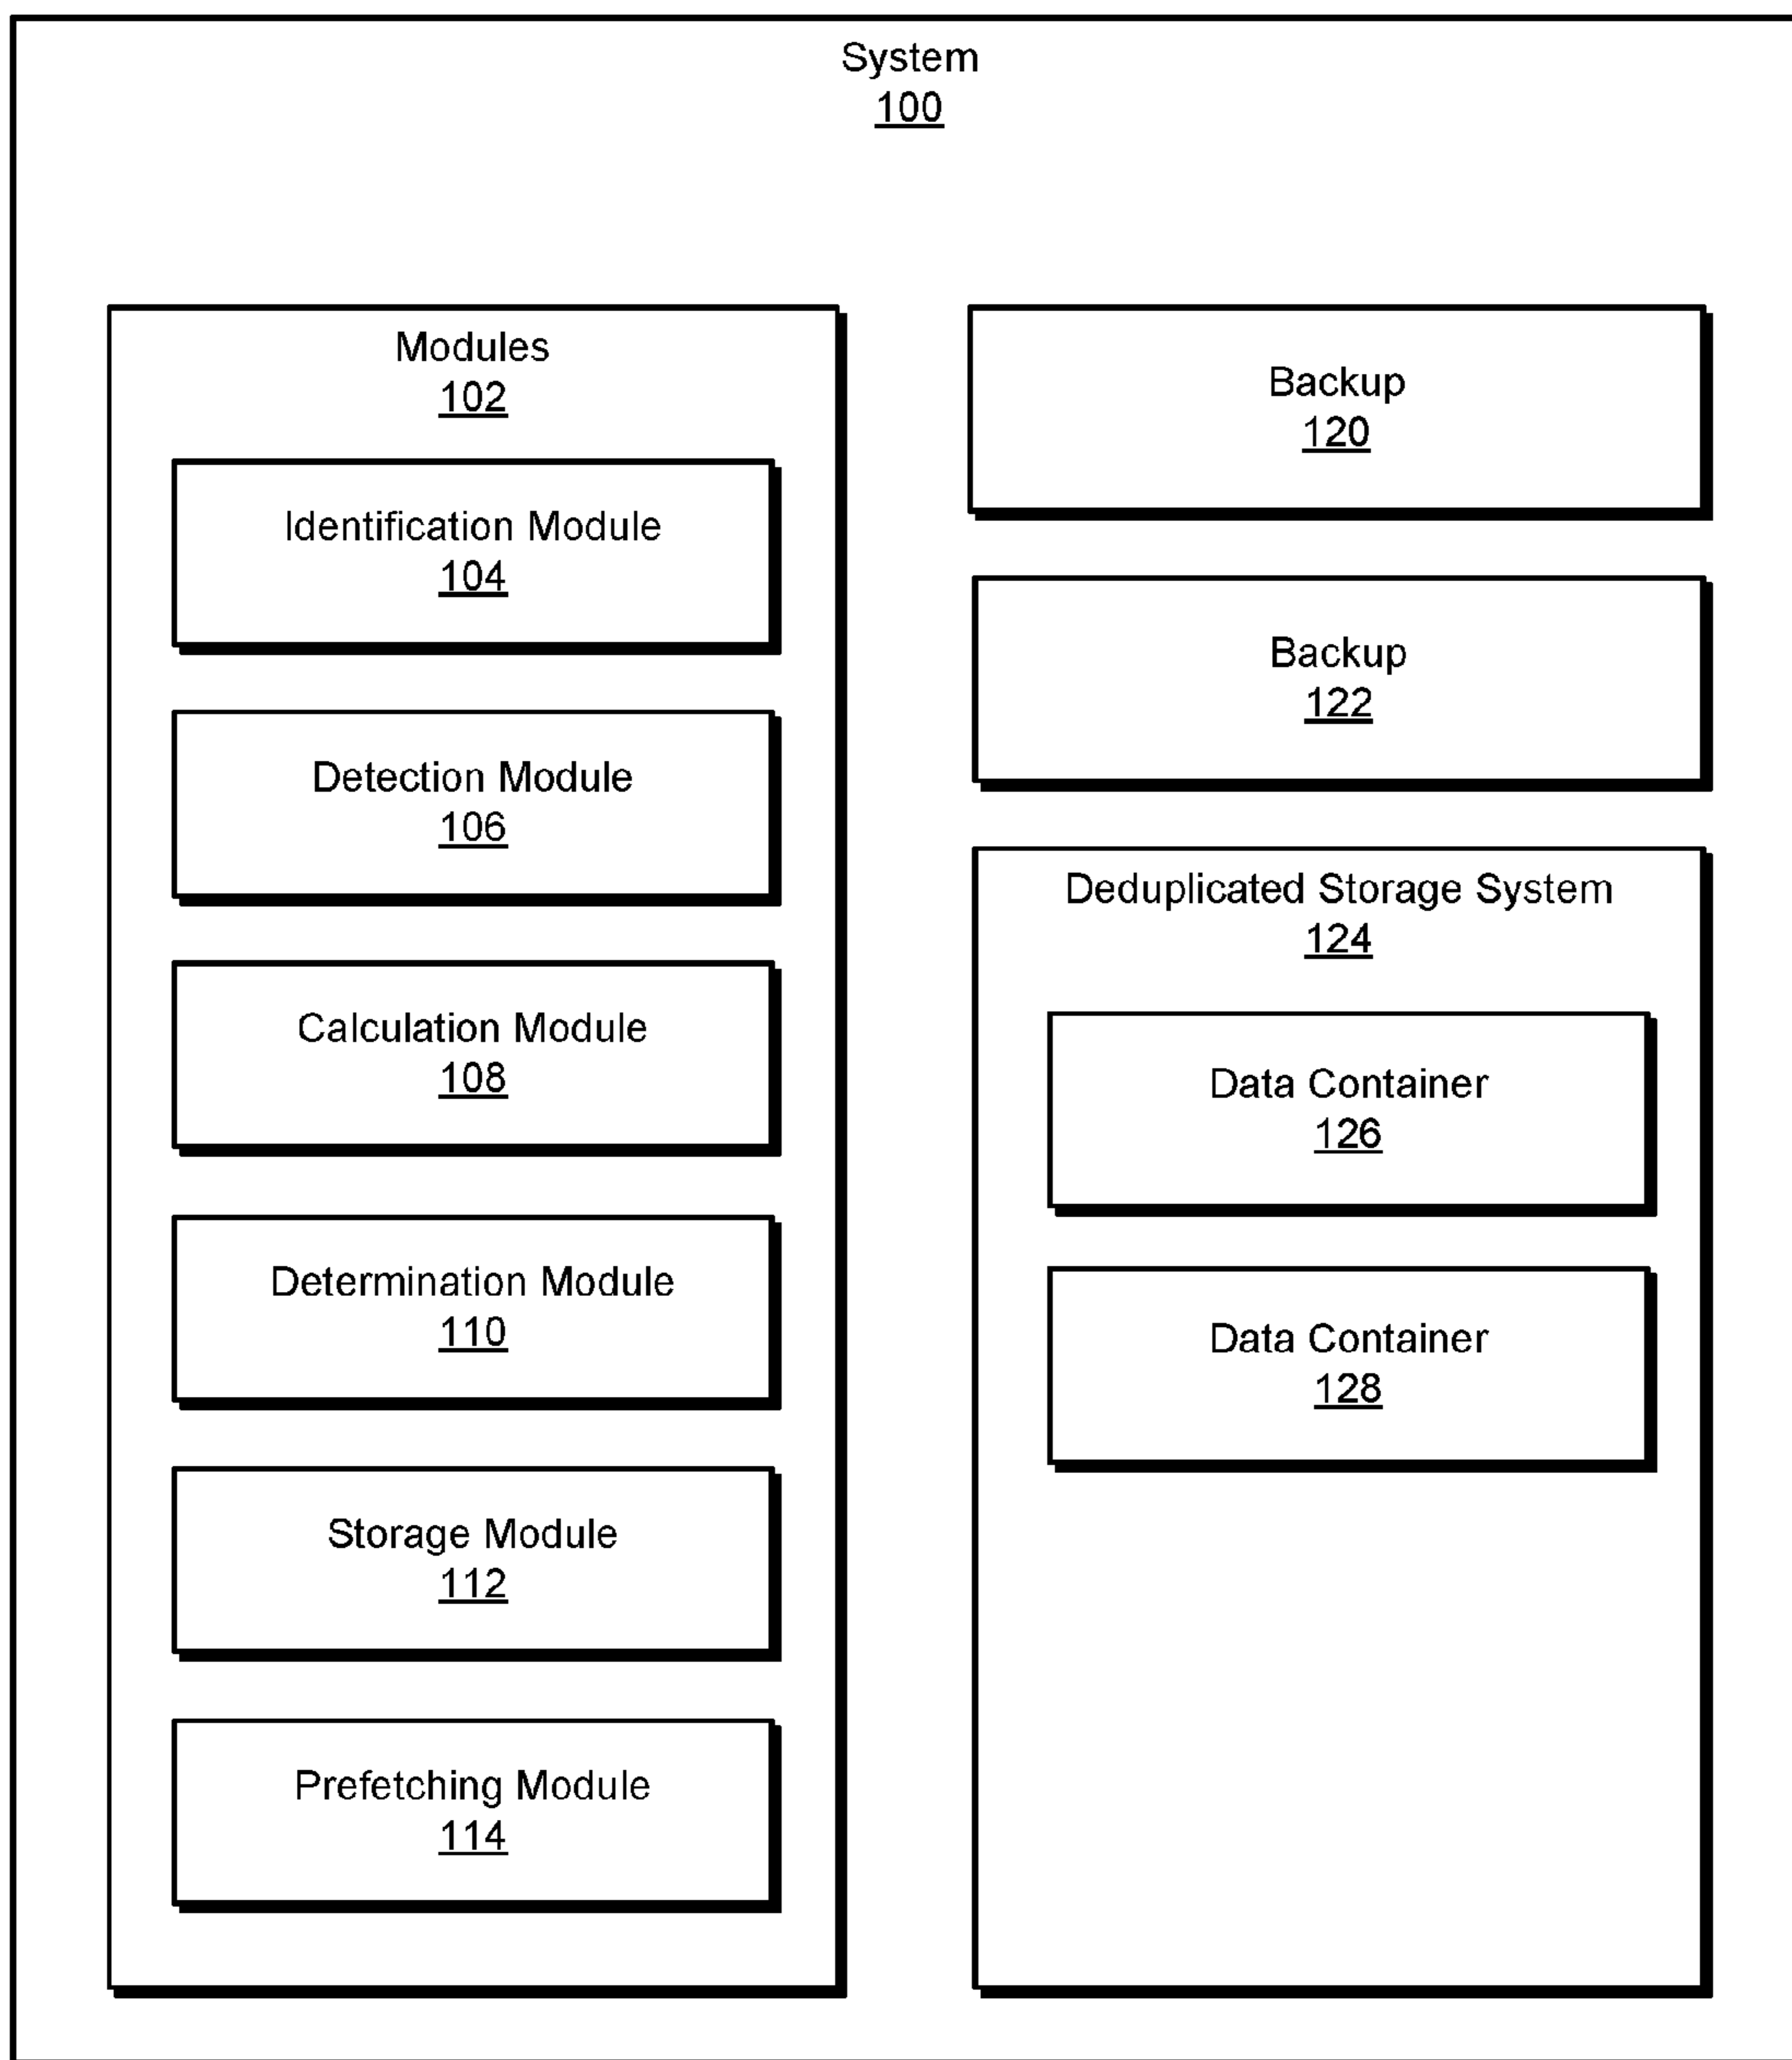 System
100
Modules
102
Identification Module
104
Detection Module
106
Calculation Module
108
Determination Module
110
Storage Module
112
Prefetching Module
114
Backup
120
Backup
122
Deduplicated Storage System
124
Data Container
126
Data Container
128